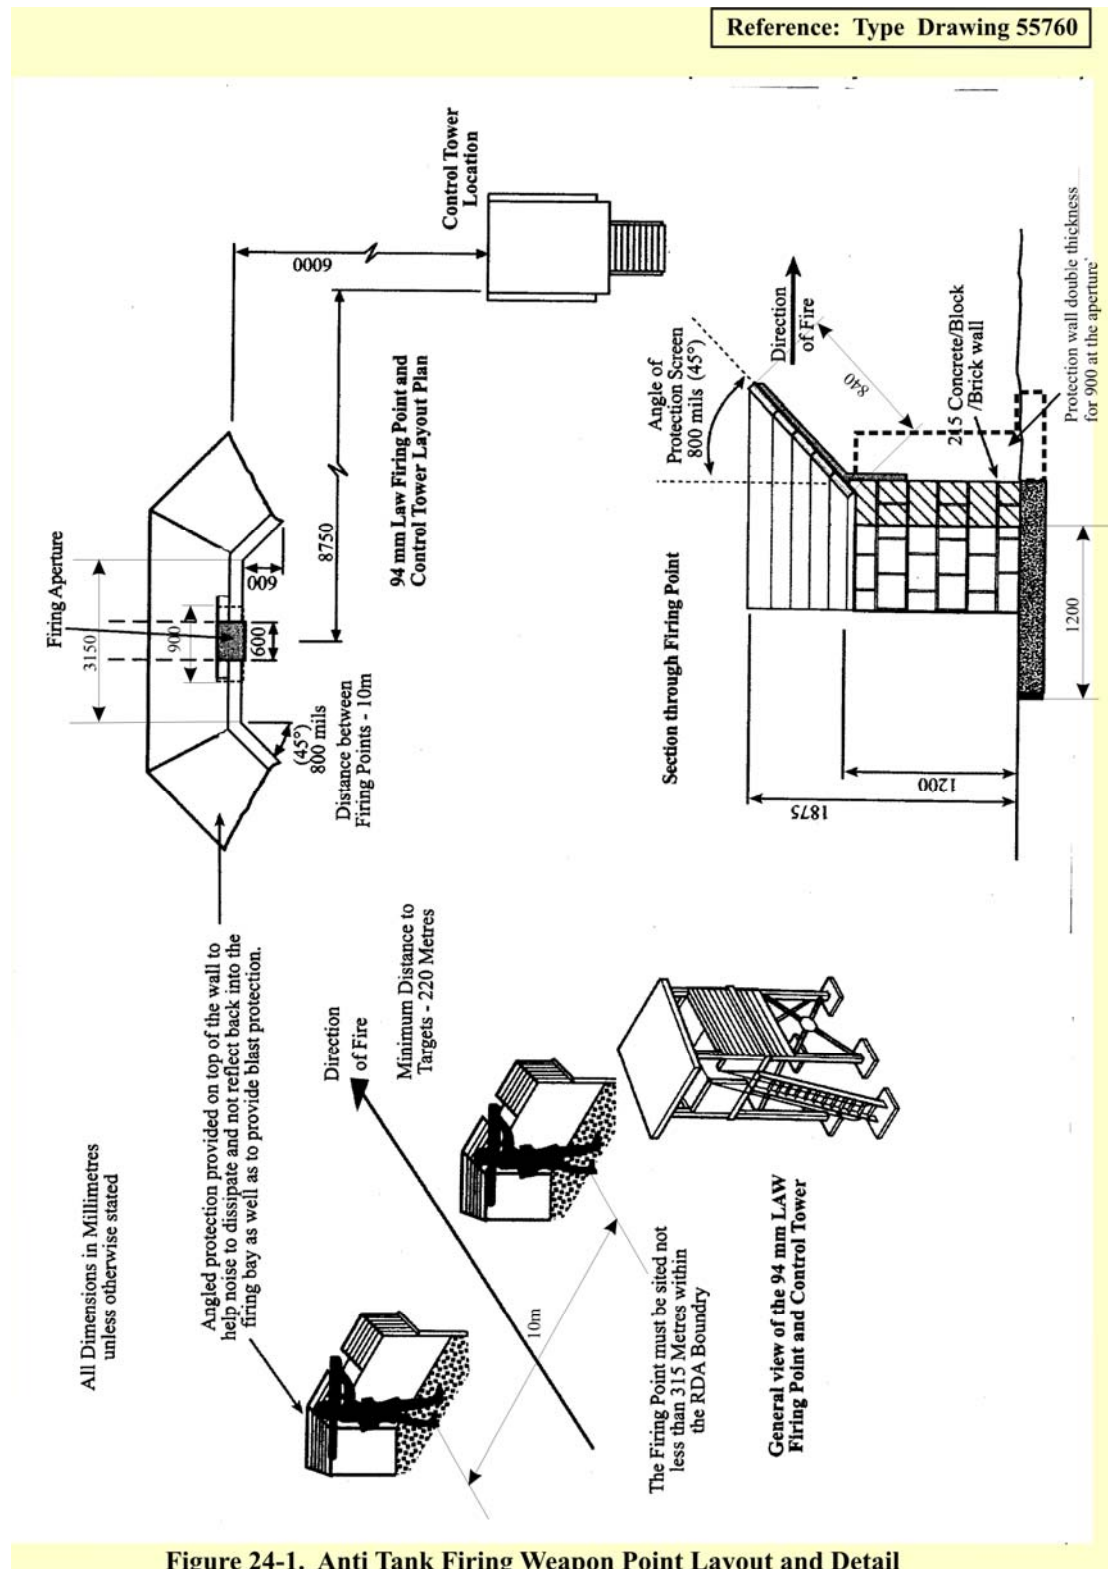 Reference: Type Drawing 55760
All Dimensions in Millimetres
unless otherwise stated
Angled protection provided on top of the wall to
help noise to dissipate and not reflect back into the
firing bay as well as to provide blast protection.
Firing Aperture
3150
900
600
600
(45°)
800 mils
Distance between
Firing Points - 10m
8750
6000
94 mm Law Firing Point and
Control Tower Layout Plan
Control Tower
Location
Direction
of Fire
Minimum Distance to
Targets - 220 Metres
10m
The Firing Point must be sited not
less than 315 Metres within
the RDA Boundry
General view of the 94 mm LAW
Firing Point and Control Tower
Section through Firing Point
Angle of
Protection Screen
800 mils (45°)
Direction
of Fire
840
215 Concrete/Block
/Brick wall
Protection wall double thickness
for 900 at the aperture`
1875
1200
1200
Figure 24-1. Anti Tank Firing Weapon Point Layout and Detail